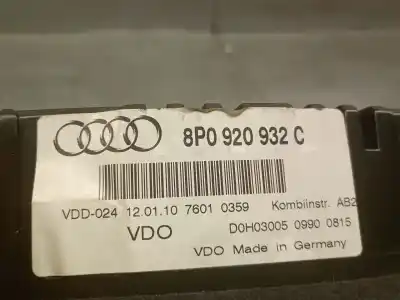 8P0 920 932 C
VDD-024 12.01.10 7601 0359 Kombiinstr. AB2
VDO D0H03005 0990 0815
VDO Made in Germany